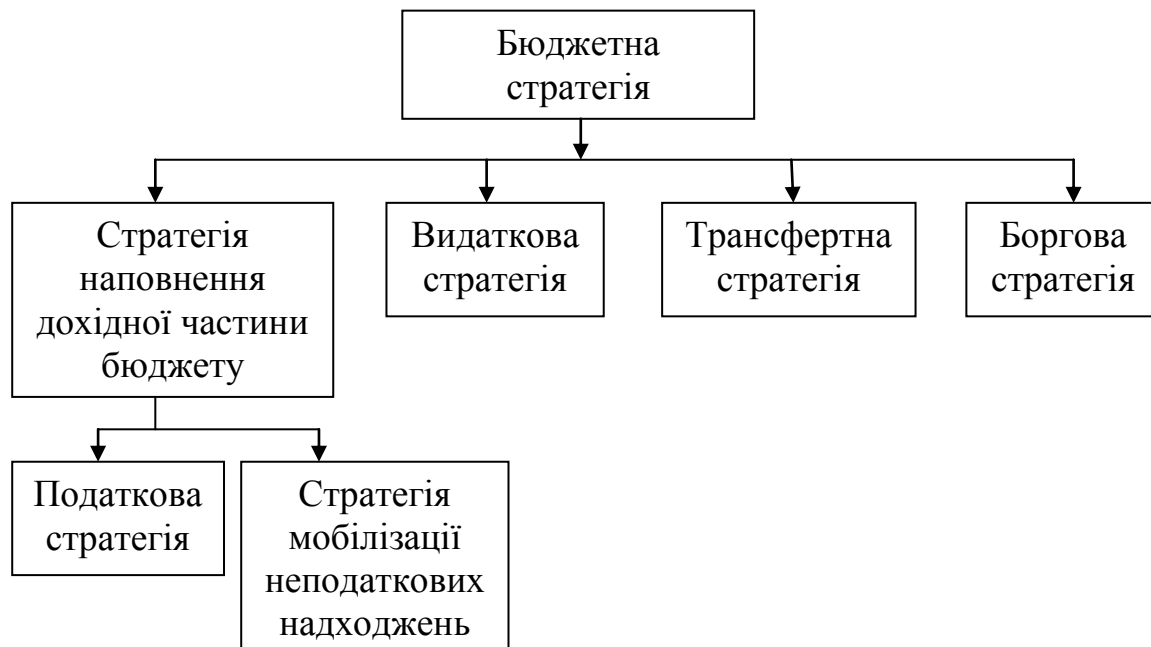 Бюджетна
стратегія
Стратегія
наповнення
дохідної частини
бюджету
Видаткова
стратегія
Трансфертна
стратегія
Боргова
стратегія
Податкова
стратегія
Стратегія
мобілізації
неподаткових
надходжень